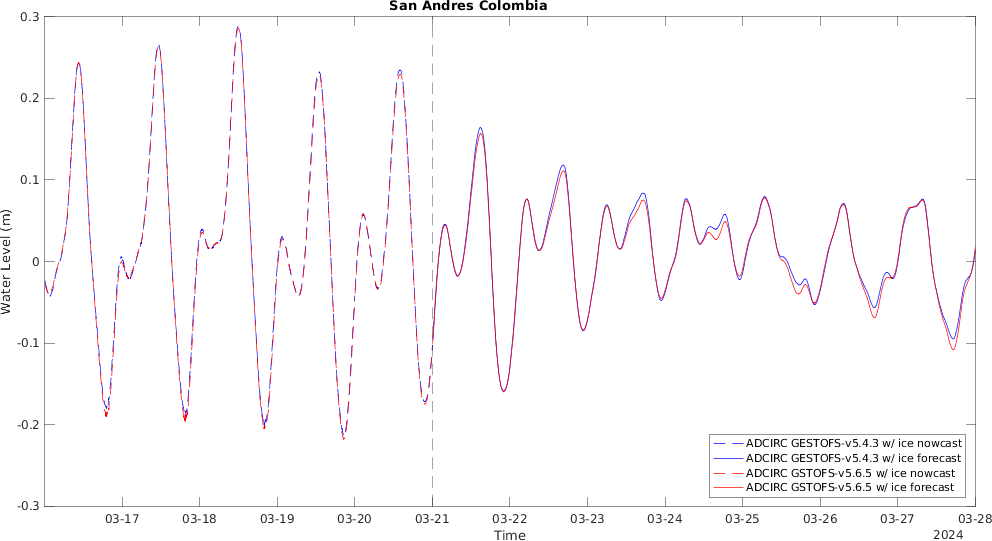 San Andres Colombia
0.3
0.2
0.1
0
-0.1
-0.2
-0.3
Water Level (m)
03-17 03-18 03-19 03-20 03-21 03-22 03-23 03-24 03-25 03-26 03-27 03-28
Time
2024
ADCIRC GESTOFS-v5.4.3 w/ ice nowcast
ADCIRC GESTOFS-v5.4.3 w/ ice forecast
ADCIRC GSTOFS-v5.6.5 w/ ice nowcast
ADCIRC GSTOFS-v5.6.5 w/ ice forecast